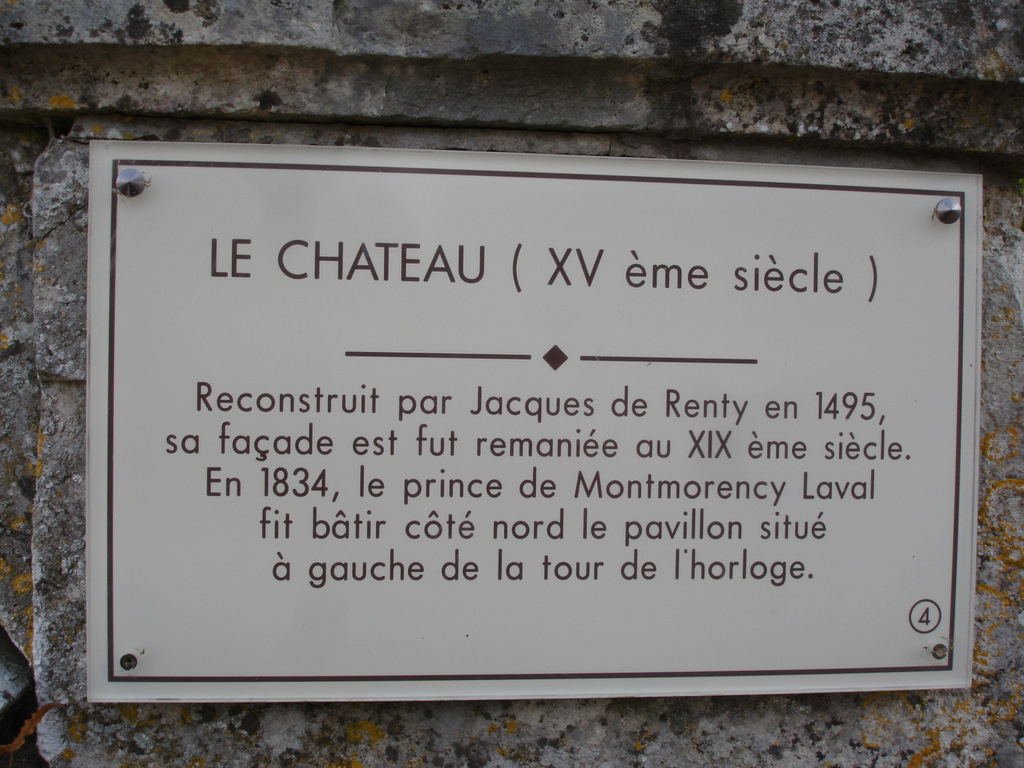 LE CHATEAU ( XV ème siècle )
Reconstruit par Jacques de Renty en 1495,
sa façade est fut remaniée au XIX ème siècle.
En 1834, le prince de Montmorency Laval
fit bâtir côté nord le pavillon situé
à gauche de la tour de l'horloge.
4